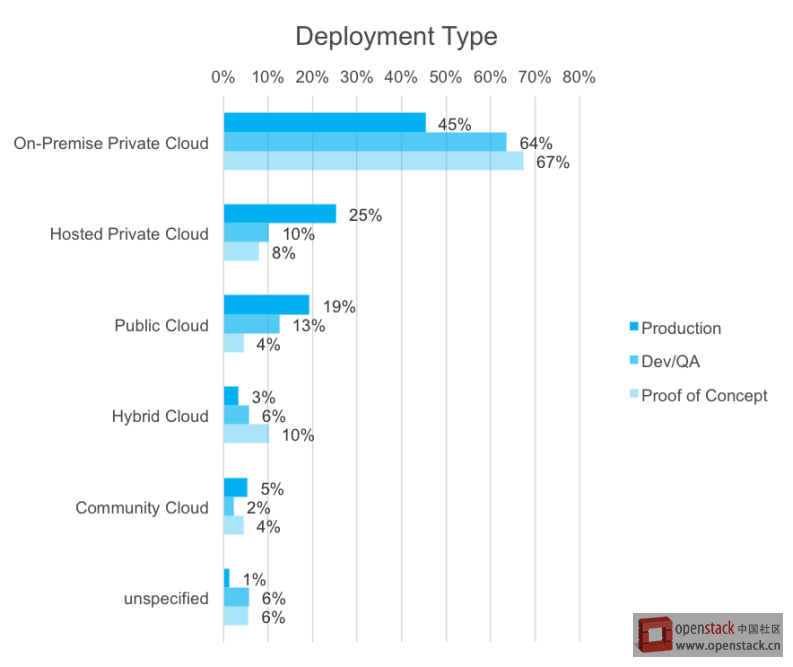 Deployment Type
0% 10% 20% 30% 40% 50% 60% 70% 80%
On-Premise Private Cloud
45%
64%
67%
Hosted Private Cloud
25%
10%
8%
Public Cloud
19%
13%
4%
Hybrid Cloud
3%
6%
10%
Community Cloud
5%
2%
4%
unspecified
1%
6%
6%
Production
Dev/QA
Proof of Concept
openstack 中国社区
www.openstack.cn